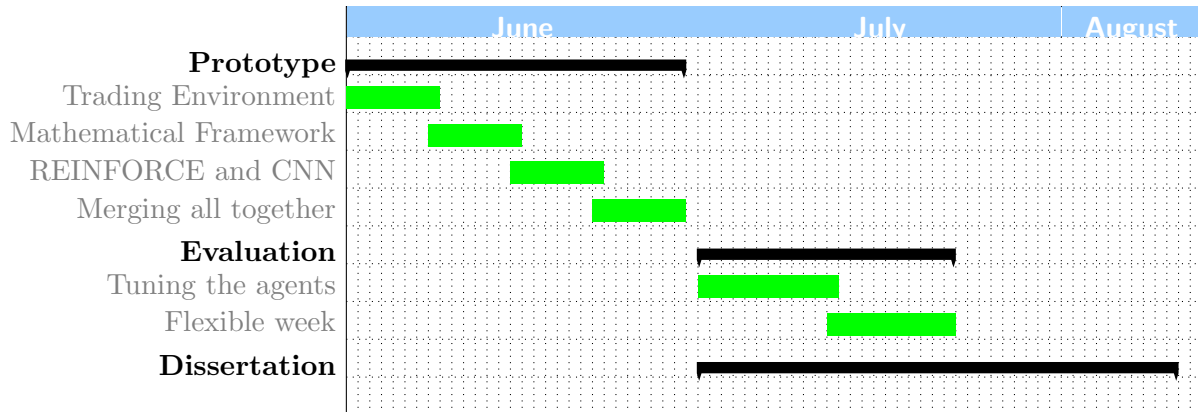 June July August
Prototype
Trading Environment
Mathematical Framework
REINFORCE and CNN
Merging all together
Evaluation
Tuning the agents
Flexible week
Dissertation